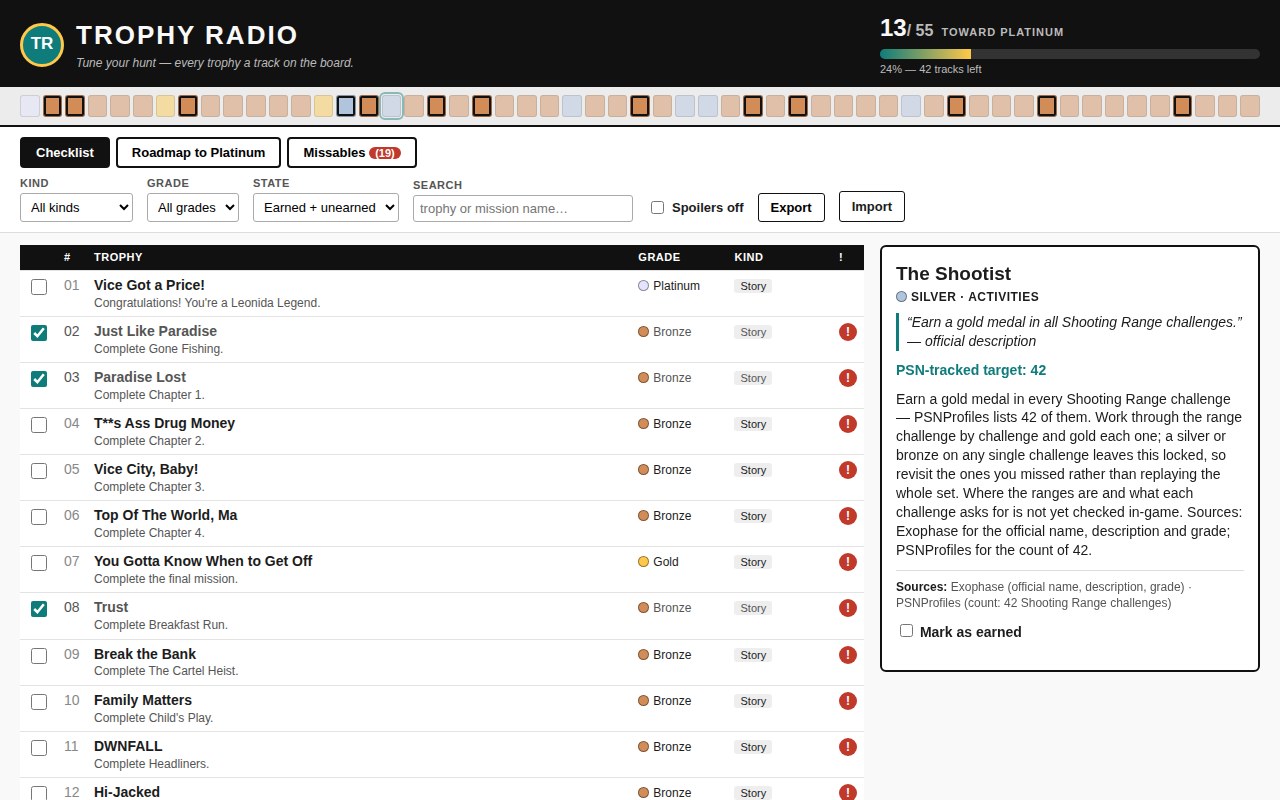 TR
TROPHY RADIO
Tune your hunt — every trophy a track on the board.
13 / 55 TOWARD PLATINUM
24% — 42 tracks left
Checklist
Roadmap to Platinum
Missables (19)
KIND
GRADE
STATE
SEARCH
All kinds
All grades
Earned + unearned
trophy or mission name…
Spoilers off
Export
Import
# TROPHY GRADE KIND !
01 Vice Got a Price! Platinum Story
Congratulations! You're a Leonida Legend.
02 Just Like Paradise Bronze Story !
Complete Gone Fishing.
03 Paradise Lost Bronze Story !
Complete Chapter 1.
04 T**s Ass Drug Money Bronze Story !
Complete Chapter 2.
05 Vice City, Baby! Bronze Story !
Complete Chapter 3.
06 Top Of The World, Ma Bronze Story !
Complete Chapter 4.
07 You Gotta Know When to Get Off Gold Story !
Complete the final mission.
08 Trust Bronze Story !
Complete Breakfast Run.
09 Break the Bank Bronze Story !
Complete The Cartel Heist.
10 Family Matters Bronze Story !
Complete Child's Play.
11 DWNFALL Bronze Story !
Complete Headliners.
12 Hi-Jacked Bronze Story !
The Shootist
SILVER · ACTIVITIES
“Earn a gold medal in all Shooting Range challenges.”
— official description
PSN-tracked target: 42
Earn a gold medal in every Shooting Range challenge
— PSNProfiles lists 42 of them. Work through the range
challenge by challenge and gold each one; a silver or
bronze on any single challenge leaves this locked, so
revisit the ones you missed rather than replaying the
whole set. Where the ranges are and what each
challenge asks for is not yet checked in-game. Sources:
Exophase for the official name, description and grade;
PSNProfiles for the count of 42.
Sources: Exophase (official name, description, grade) ·
PSNProfiles (count: 42 Shooting Range challenges)
Mark as earned